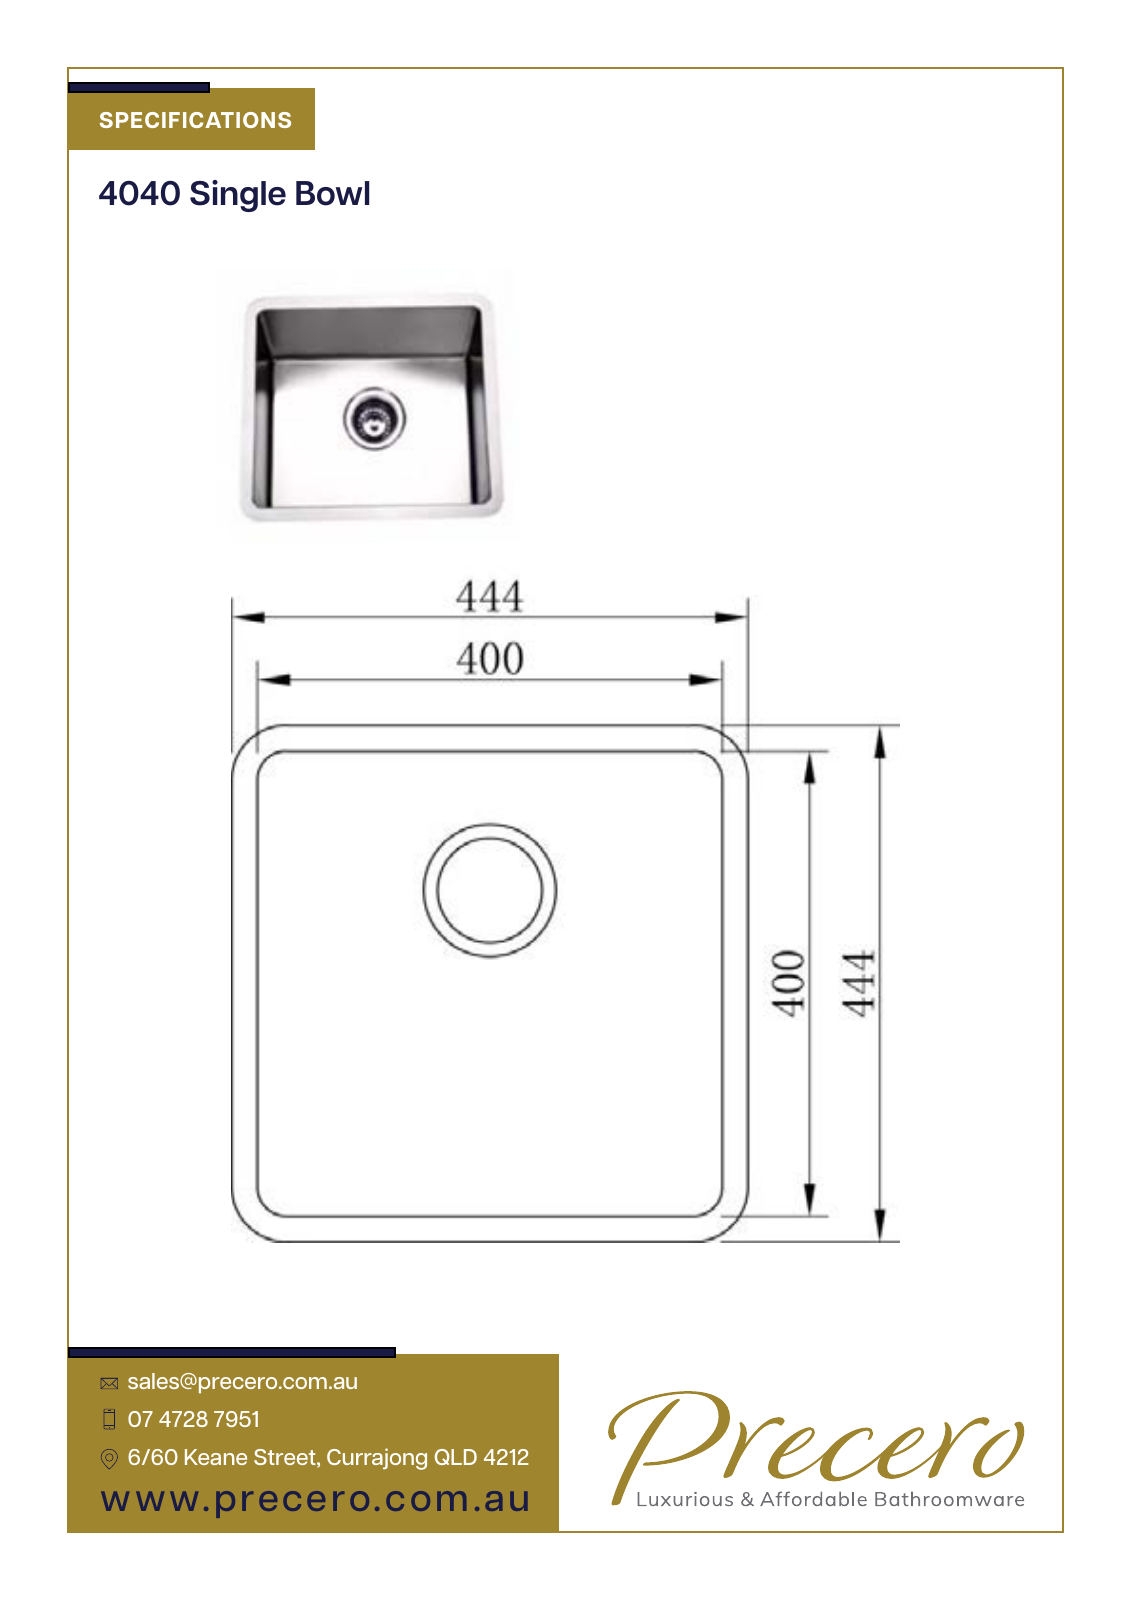 SPECIFICATIONS
4040 Single Bowl
444
400
400
444
sales@precero.com.au
07 4728 7951
6/60 Keane Street, Currajong QLD 4212
www.precero.com.au
Precero
Luxurious & Affordable Bathroomware